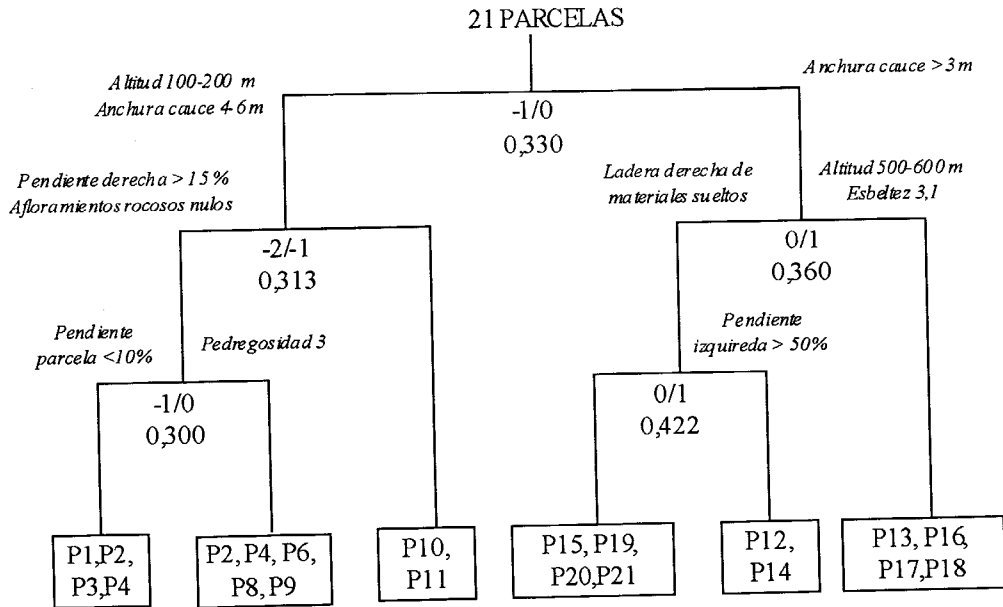 21 PARCELAS
Altitud 100-200 m
Anchura cauce 4-6 m
Anchura cauce > 3 m
-1/0
0,330
Pendiente derecha > 15 %
Afloramientos rocosos nulos
Ladera derecha de
materiales sueltos
Altitud 500-600 m
Esbeltez 3,1
-2/-1
0,313
0/1
0,360
Pendiente
parcela <10%
Pedregosidad 3
Pendiente
izquireda > 50%
-1/0
0,300
0/1
0,422
P1,P2,
P3,P4
P2, P4, P6,
P8, P9
P10,
P11
P15, P19,
P20,P21
P12,
P14
P13, P16,
P17,P18